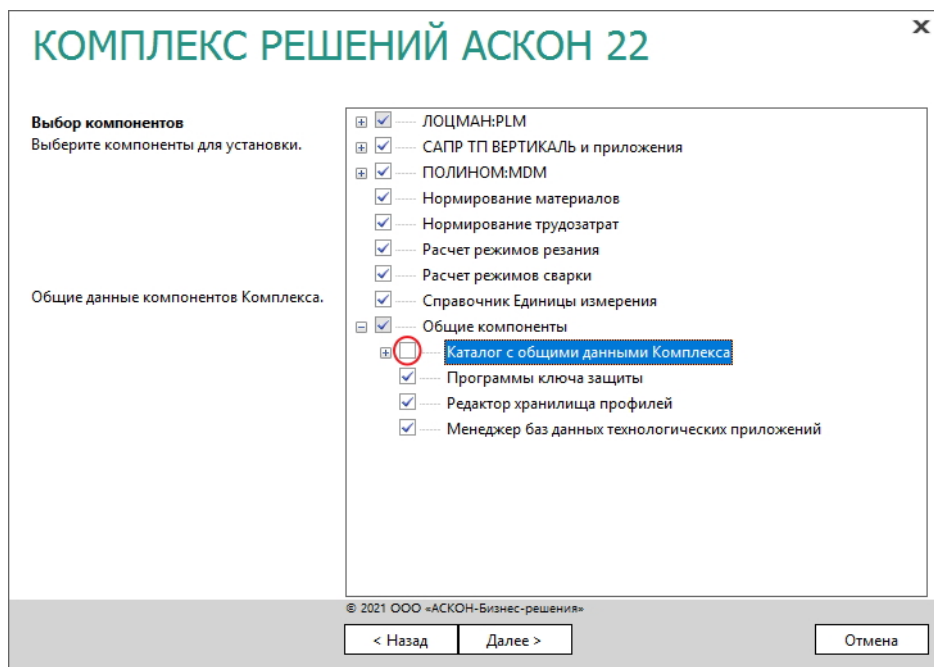 КОМПЛЕКС РЕШЕНИЙ АСКОН 22
Выбор компонентов
Выберите компоненты для установки.
Общие данные компонентов Комплекса.
ЛОЦМАН:PLM
САПР ТП ВЕРТИКАЛЬ и приложения
ПОЛИНОМ:MDM
Нормирование материалов
Нормирование трудозатрат
Расчет режимов резания
Расчет режимов сварки
Справочник Единицы измерения
Общие компоненты
Каталог с общими данными Комплекса
Программы ключа защиты
Редактор хранилища профилей
Менеджер баз данных технологических приложений
© 2021 ООО «АСКОН-Бизнес-решения»
< Назад
Далее >
Отмена